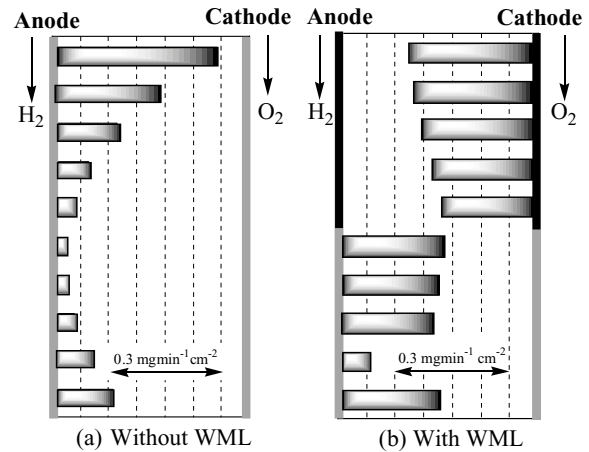 Anode
Cathode
H2
O2
0.3 mgmin-1cm-2
(a) Without WML
Anode
Cathode
H2
O2
0.3 mgmin-1 cm-2
(b) With WML